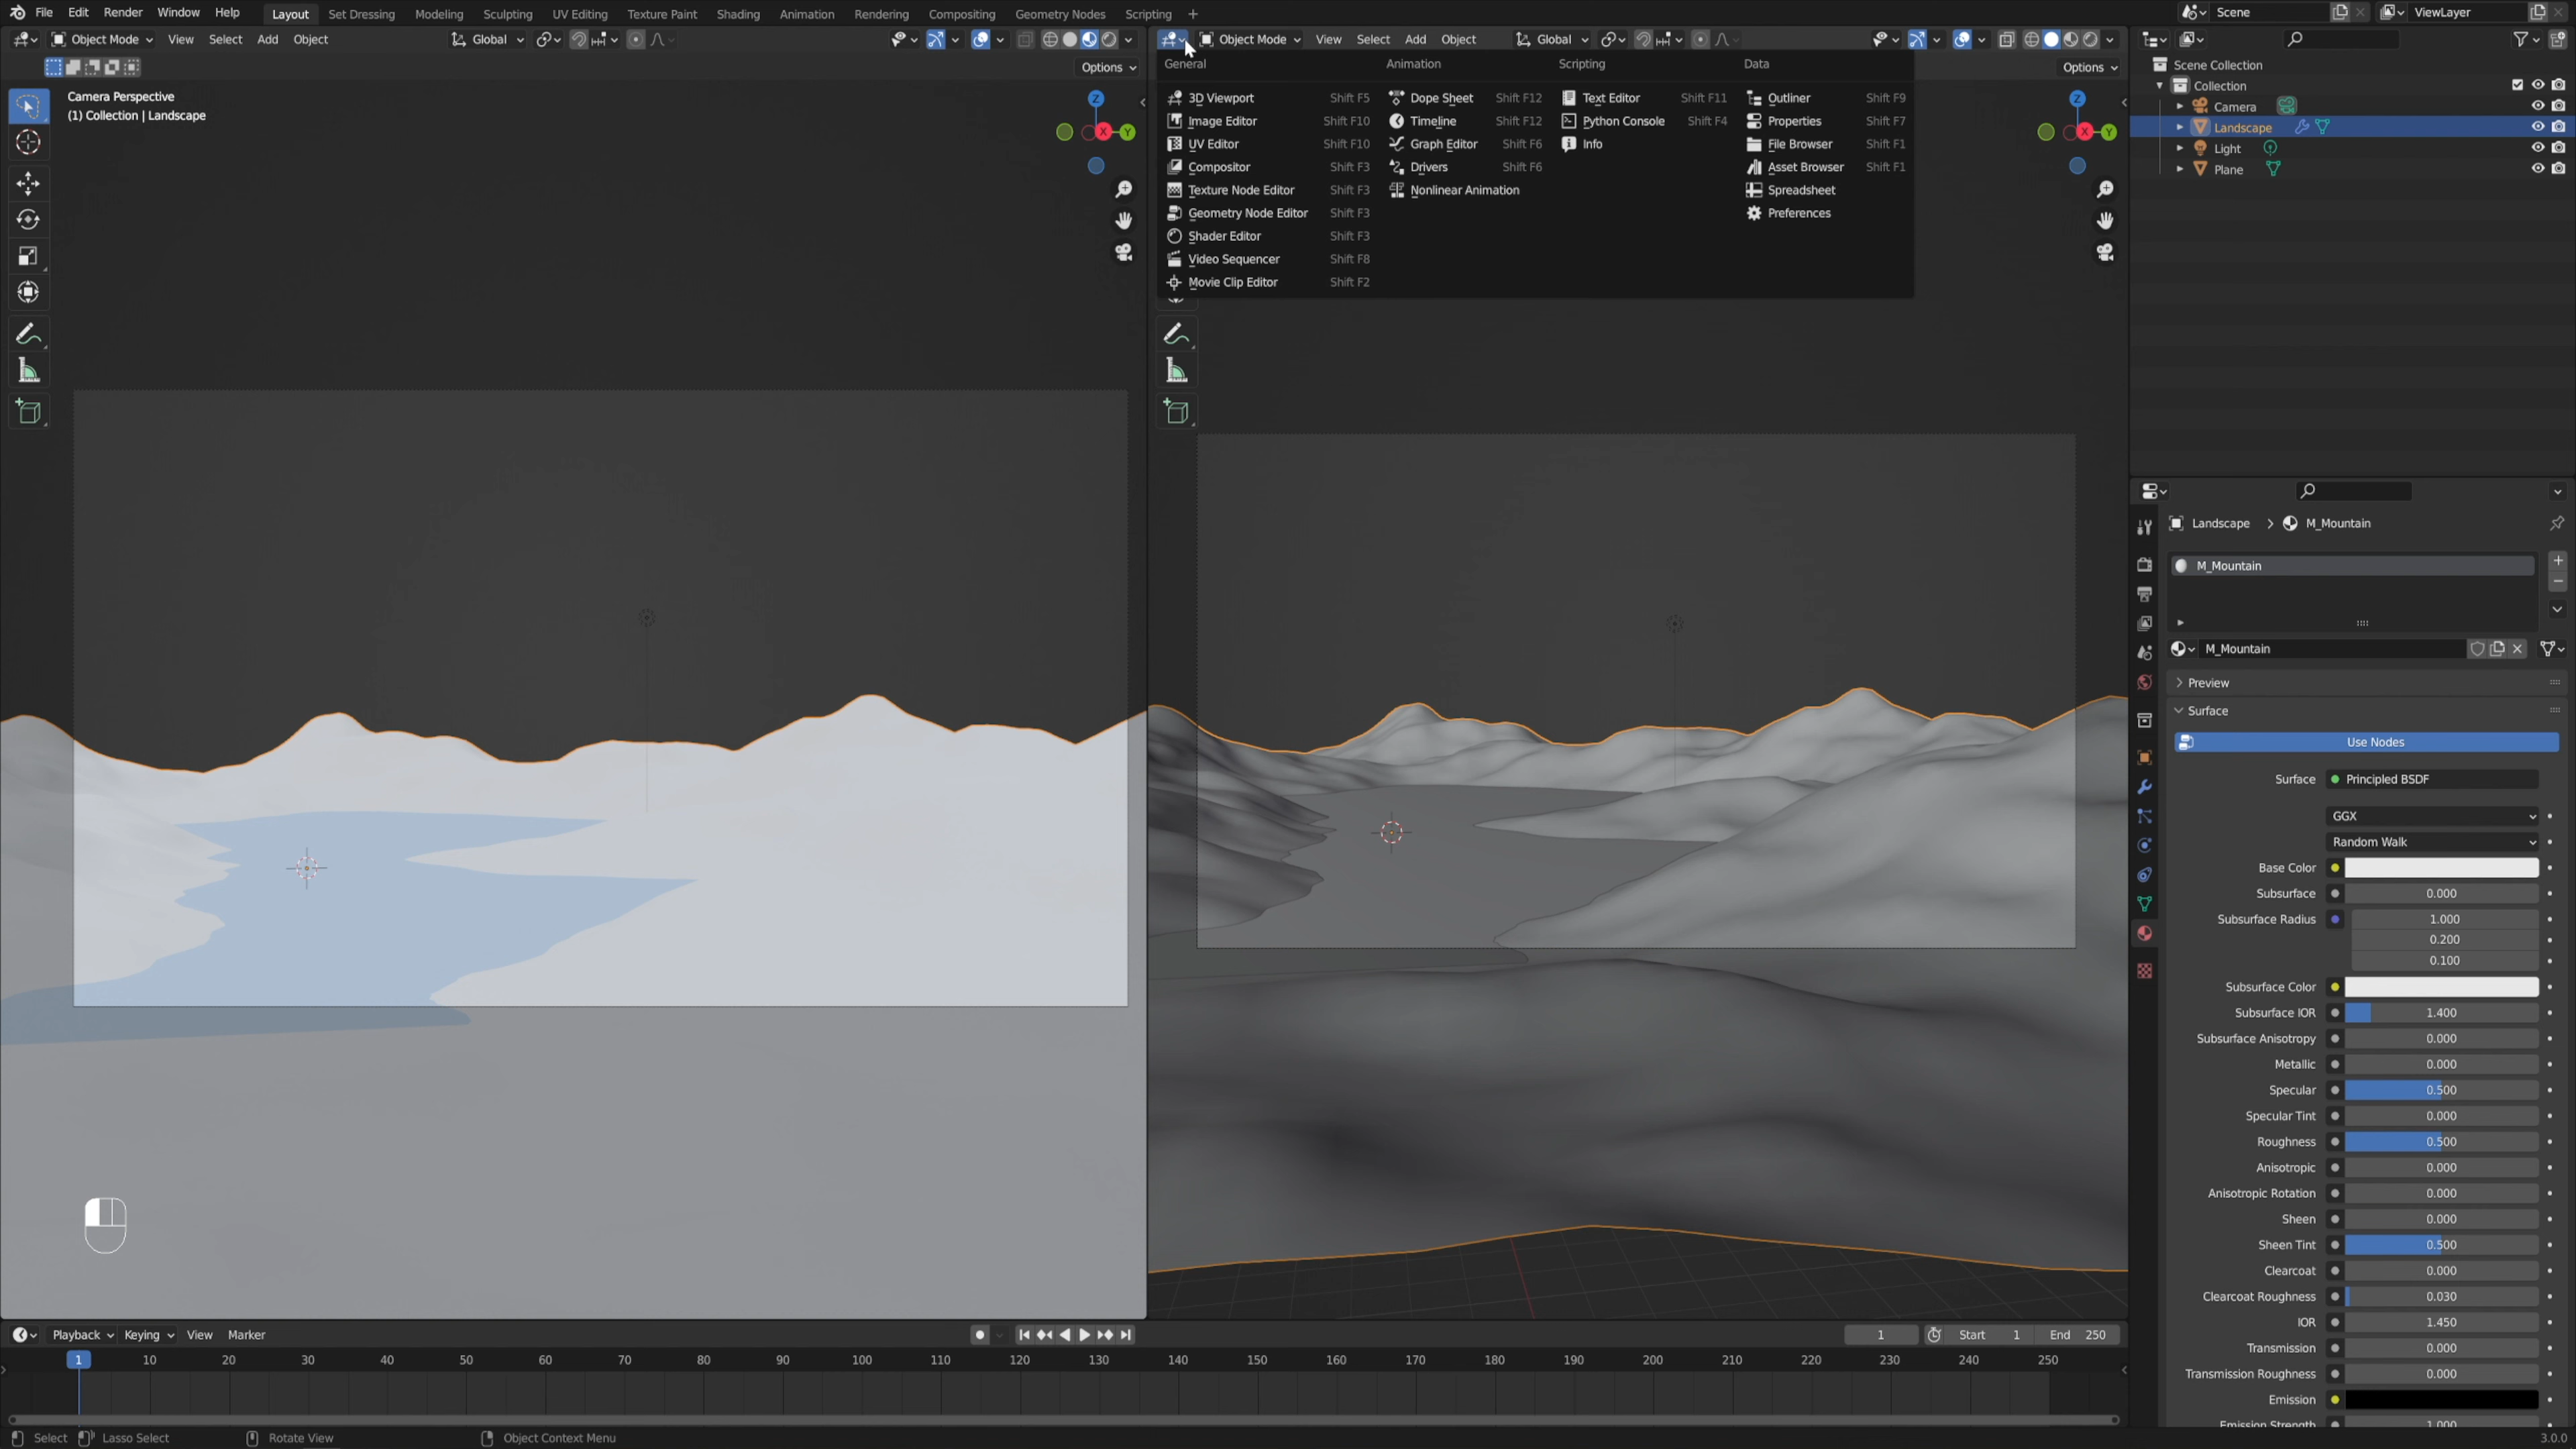 File Edit Render Window Help Layout Set Dressing Modeling Sculpting UV Editing Texture Paint Shading Animation Rendering Compositing Geometry Nodes Scripting + Scene ViewLayer
Object Mode View Select Add Object Global
Object Mode View Select Add Object Global
Options
Options
Camera Perspective
(1) Collection | Landscape
Z
X
Y
General
3D Viewport Shift F5
Image Editor Shift F10
UV Editor Shift F10
Compositor Shift F3
Texture Node Editor Shift F3
Geometry Node Editor Shift F3
Shader Editor Shift F3
Video Sequencer Shift F8
Movie Clip Editor Shift F2
Animation
Dope Sheet Shift F12
Timeline Shift F12
Graph Editor Shift F6
Drivers Shift F6
Nonlinear Animation
Scripting
Text Editor Shift F11
Python Console Shift F4
Info
Data
Outliner Shift F9
Properties Shift F7
File Browser Shift F1
Asset Browser Shift F1
Spreadsheet
Preferences
Z
X
Y
Scene Collection
Collection
Camera
Landscape
Light
Plane
Landscape > M_Mountain
M_Mountain
M_Mountain
Preview
Surface
Use Nodes
Surface Principled BSDF
GGX
Random Walk
Base Color
Subsurface 0.000
Subsurface Radius 1.000
0.200
0.100
Subsurface Color
Subsurface IOR 1.400
Subsurface Anisotropy 0.000
Metallic 0.000
Specular 0.500
Specular Tint 0.000
Roughness 0.500
Anisotropic 0.000
Anisotropic Rotation 0.000
Sheen 0.000
Sheen Tint 0.500
Clearcoat 0.000
Clearcoat Roughness 0.030
IOR 1.450
Transmission 0.000
Transmission Roughness 0.000
Emission
Emission Strength 1.000
Playback Keying View Marker 1 Start 1 End 250
1 10 20 30 40 50 60 70 80 90 100 110 120 130 140 150 160 170 180 190 200 210 220 230 240 250
Select Lasso Select Rotate View Object Context Menu 3.0.0